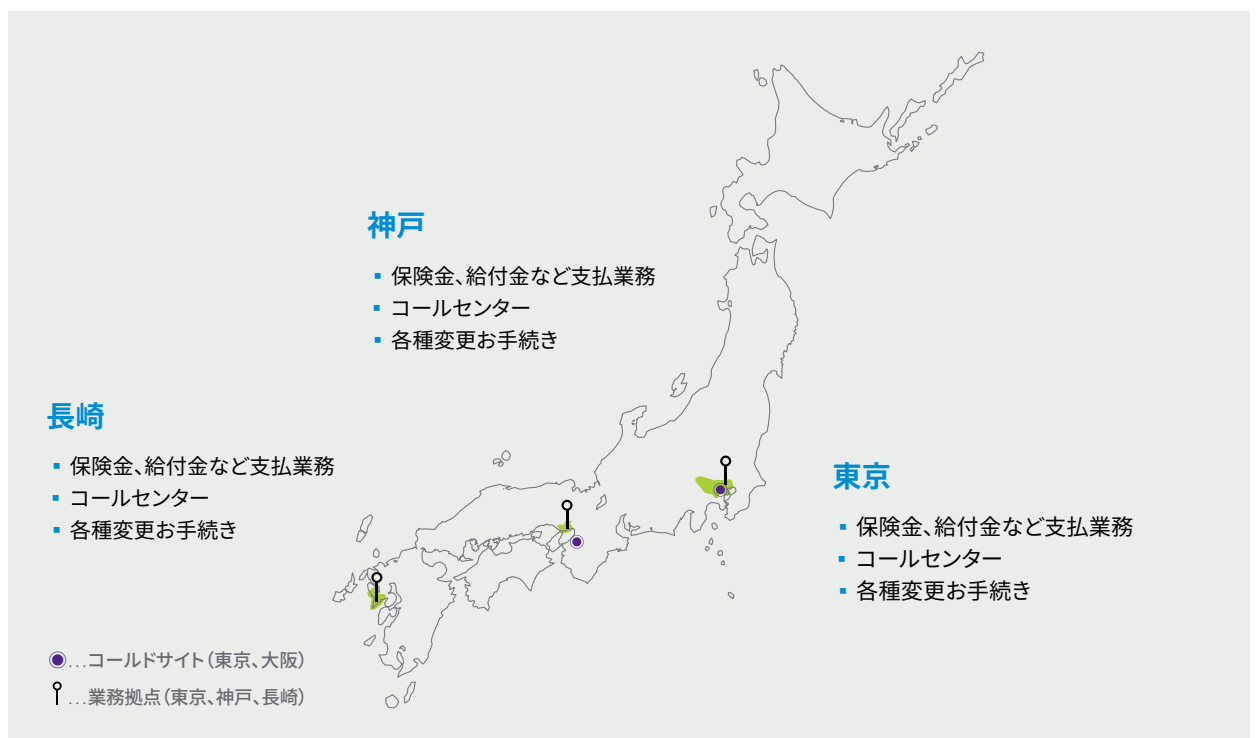 神戸
▪ 保険金、給付金など支払業務
▪ コールセンター
▪ 各種変更お手続き
長崎
▪ 保険金、給付金など支払業務
▪ コールセンター
▪ 各種変更お手続き
東京
▪ 保険金、給付金など支払業務
▪ コールセンター
▪ 各種変更お手続き
…コールドサイト（東京、大阪）
…業務拠点（東京、神戸、長崎）